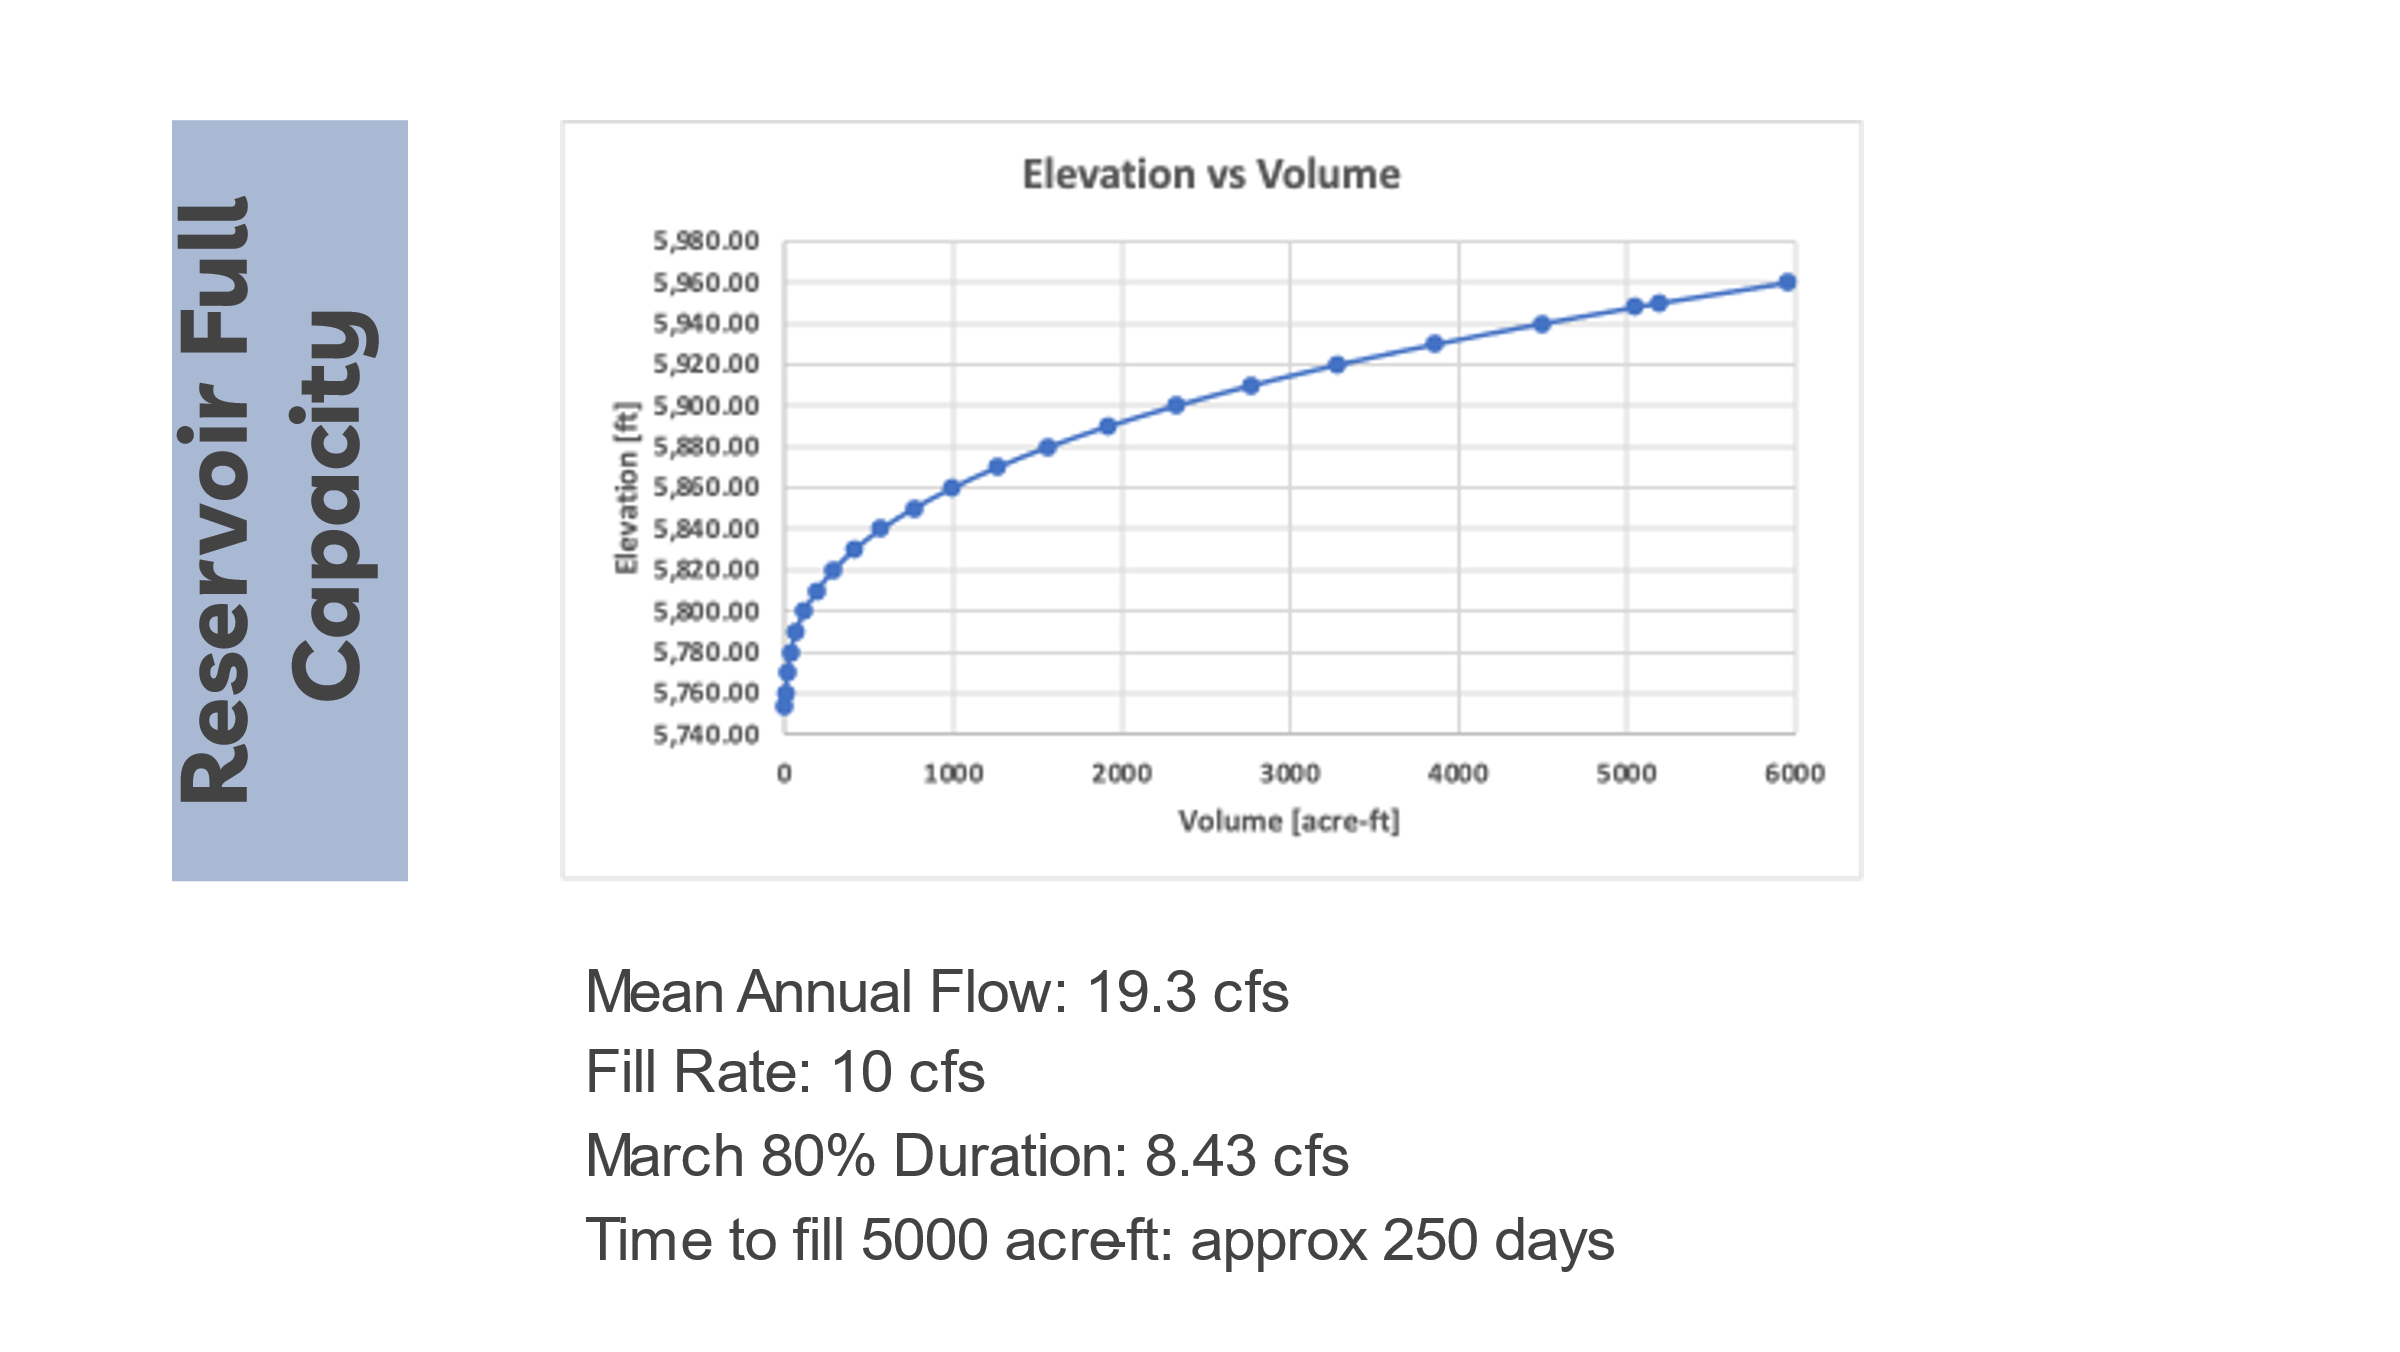 Reservoir Full
Capacity
Elevation vs Volume
5,980.00
5,960.00
5,940.00
5,920.00
5,900.00
5,880.00
5,860.00
5,840.00
5,820.00
5,800.00
5,780.00
5,760.00
5,740.00
Elevation [ft]
0 1000 2000 3000 4000 5000 6000
Volume [acre-ft]
Mean Annual Flow: 19.3 cfs
Fill Rate: 10 cfs
March 80% Duration: 8.43 cfs
Time to fill 5000 acre-ft: approx 250 days